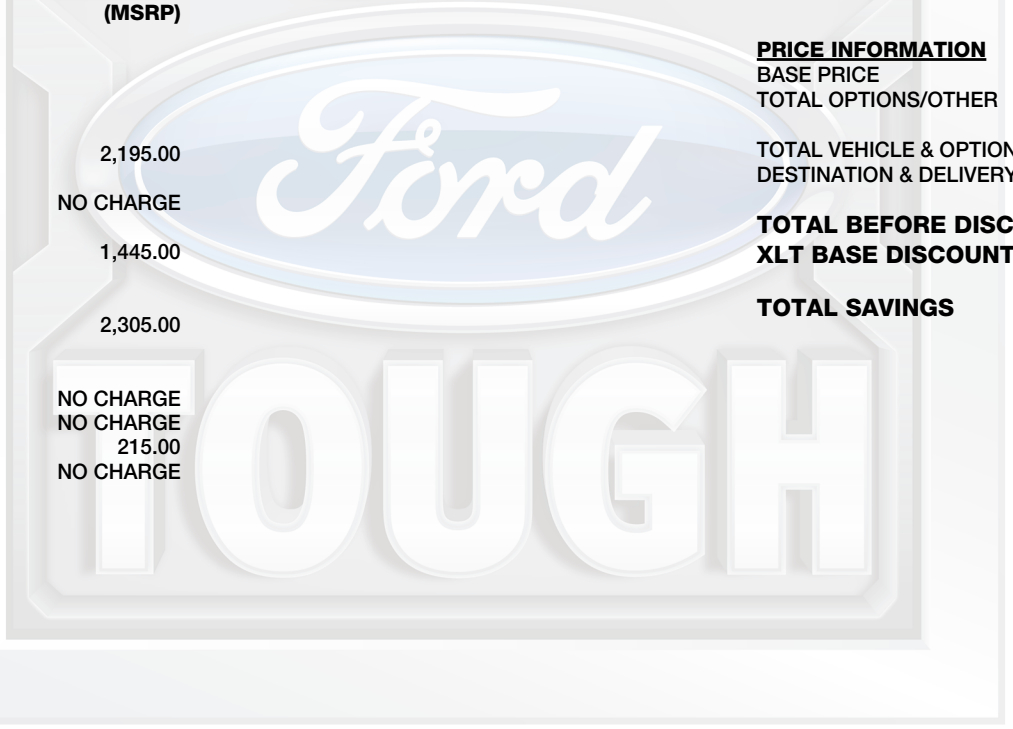 (MSRP)
2,195.00
NO CHARGE
1,445.00
2,305.00
NO CHARGE
NO CHARGE
215.00
NO CHARGE
PRICE INFORMATION
BASE PRICE
TOTAL OPTIONS/OTHER
TOTAL VEHICLE & OPTION
DESTINATION & DELIVERY
TOTAL BEFORE DISC
XLT BASE DISCOUNT
TOTAL SAVINGS
Ford
TOUGH